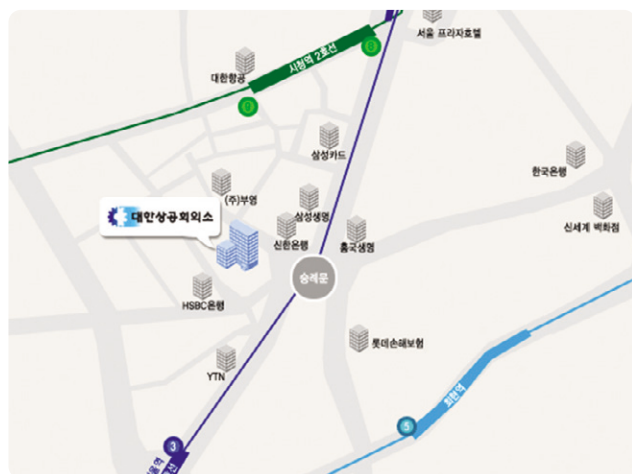 서울 프라자호텔
시청역 2호선
대한항공
삼성카드
한국은행
(주)부영
삼성생명
대한상공회의소
신한은행
흥국생명
신세계 백화점
숭례문
HSBC은행
롯데손해보험
YTN
회현역
5
3